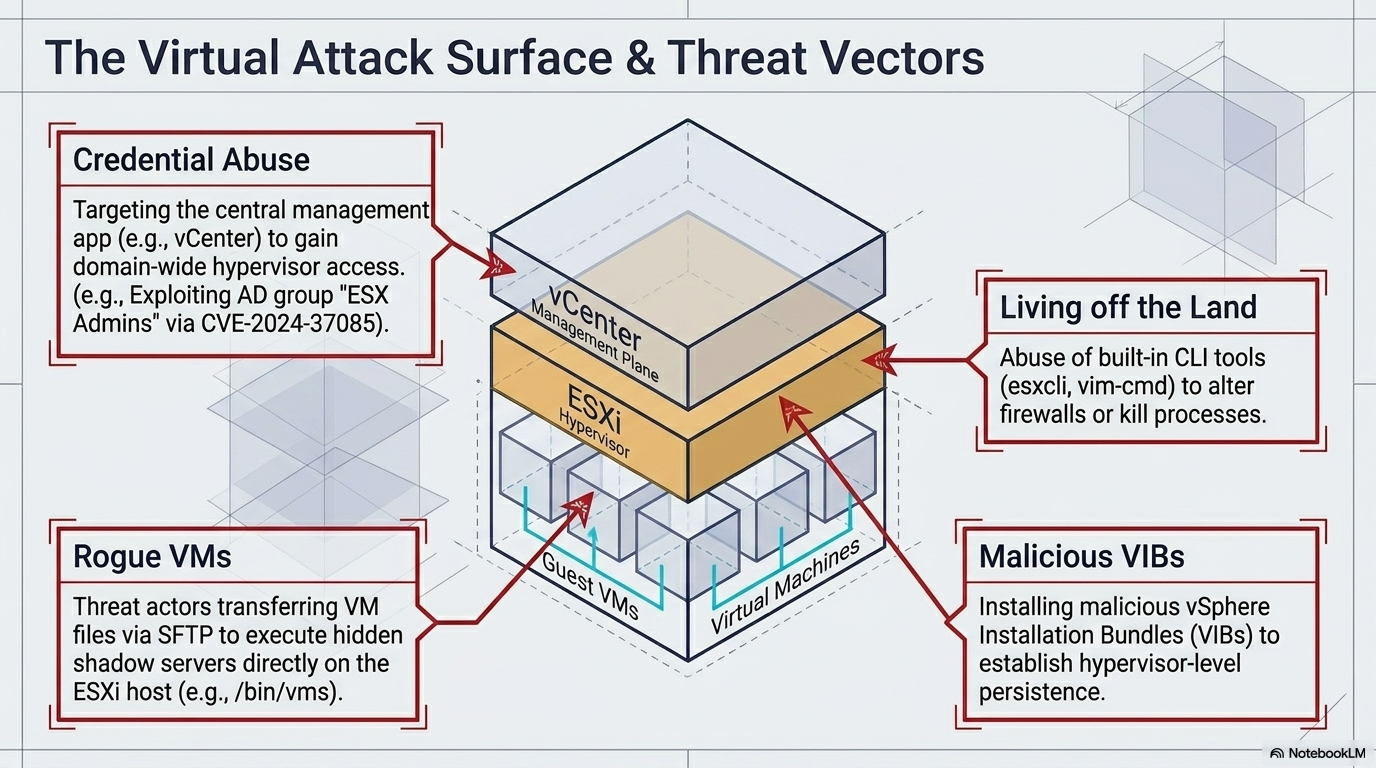 The Virtual Attack Surface & Threat Vectors
Credential Abuse
Targeting the central management
app (e.g., vCenter) to gain
domain-wide hypervisor access.
(e.g., Exploiting AD group "ESX
Admins" via CVE-2024-37085).
vCenter
Management Plane
ESXi
Hypervisor
Guest VMs
Virtual Machines
Living off the Land
Abuse of built-in CLI tools
(esxcli, vim-cmd) to alter
firewalls or kill processes.
Rogue VMs
Threat actors transferring VM
files via SFTP to execute hidden
shadow servers directly on the
ESXi host (e.g., /bin/vms).
Malicious VIBs
Installing malicious vSphere
Installation Bundles (VIBs) to
establish hypervisor-level
persistence.
NotebookLM